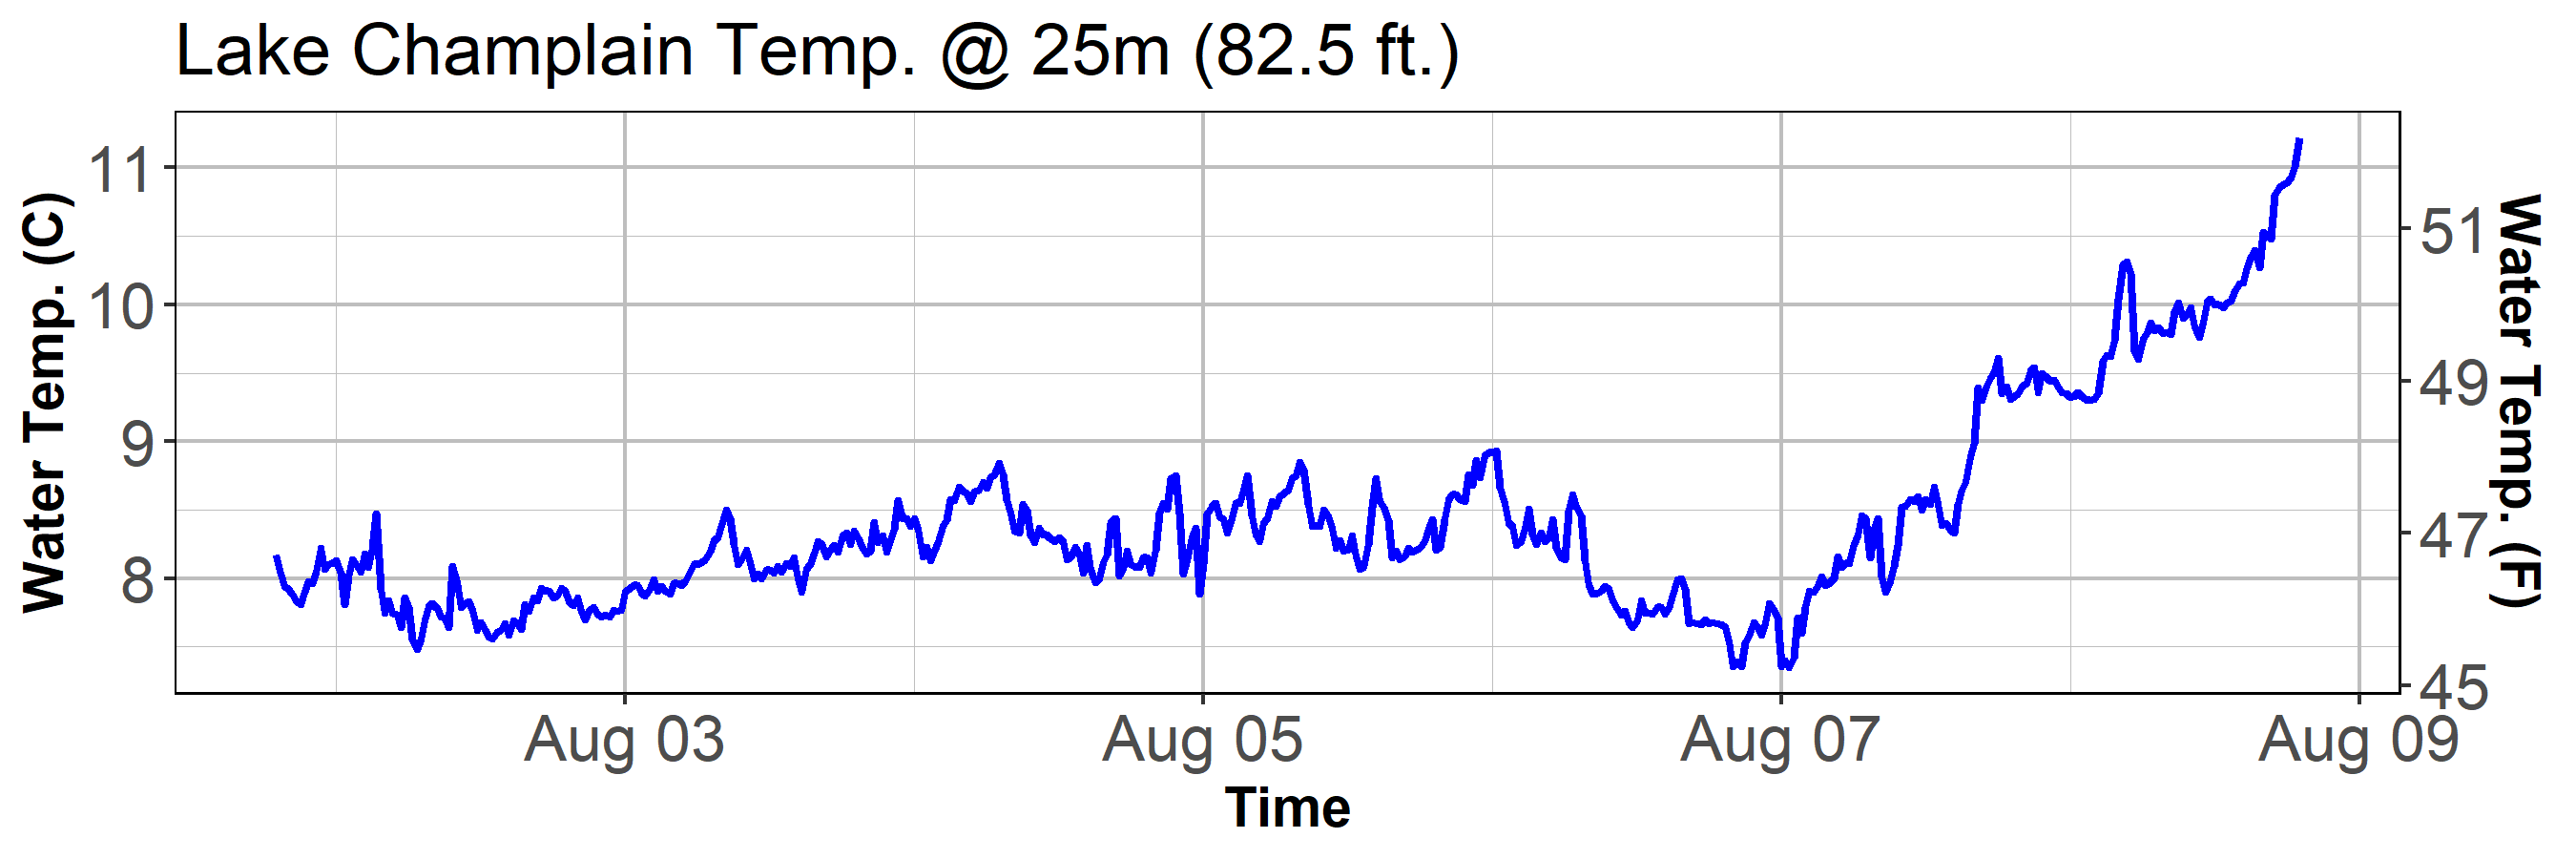 Lake Champlain Temp. @ 25m (82.5 ft.)
Water Temp. (C)
11
10
9
8
51
49
47
45
Water Temp. (F)
Aug 03 Aug 05 Aug 07 Aug 09
Time